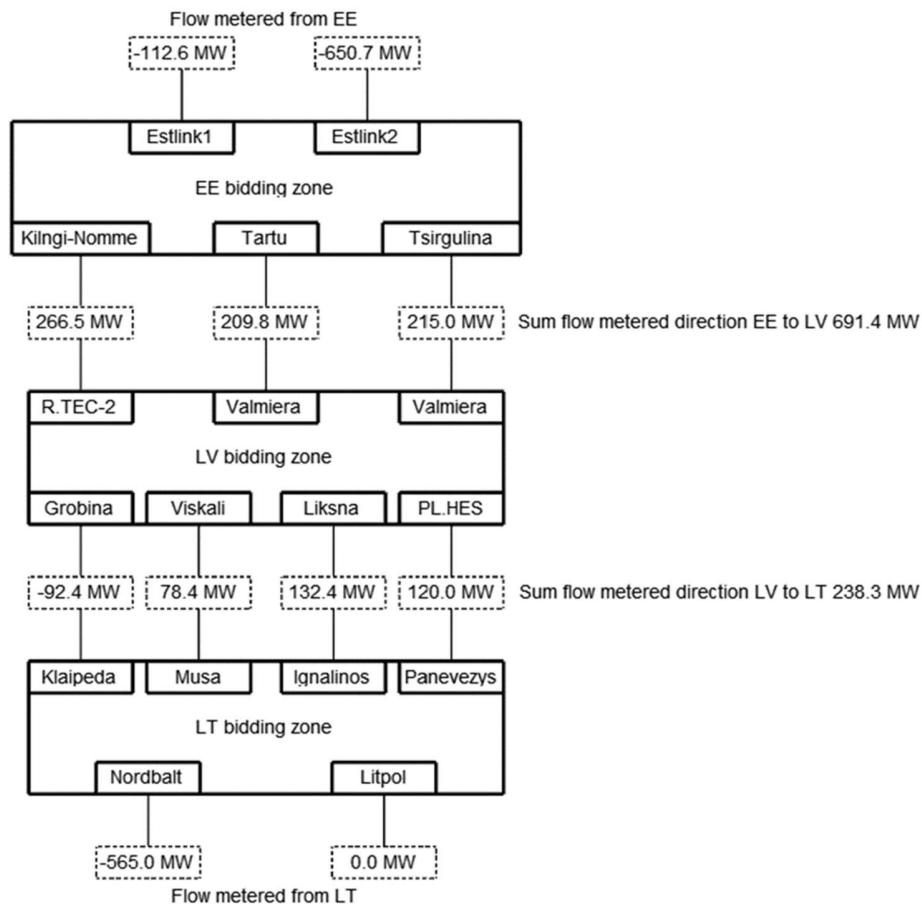 Flow metered from EE
-112.6 MW -650.7 MW
Estlink1 Estlink2
EE bidding zone
Kilngi-Nomme Tartu Tsirgulina
266.5 MW 209.8 MW 215.0 MW Sum flow metered direction EE to LV 691.4 MW
R.TEC-2 Valmiera Valmiera
LV bidding zone
Grobina Viskali Liksna PL.HES
-92.4 MW 78.4 MW 132.4 MW 120.0 MW Sum flow metered direction LV to LT 238.3 MW
Klaipeda Musa Ignalinos Panevezys
LT bidding zone
Nordbalt Litpol
-565.0 MW 0.0 MW
Flow metered from LT